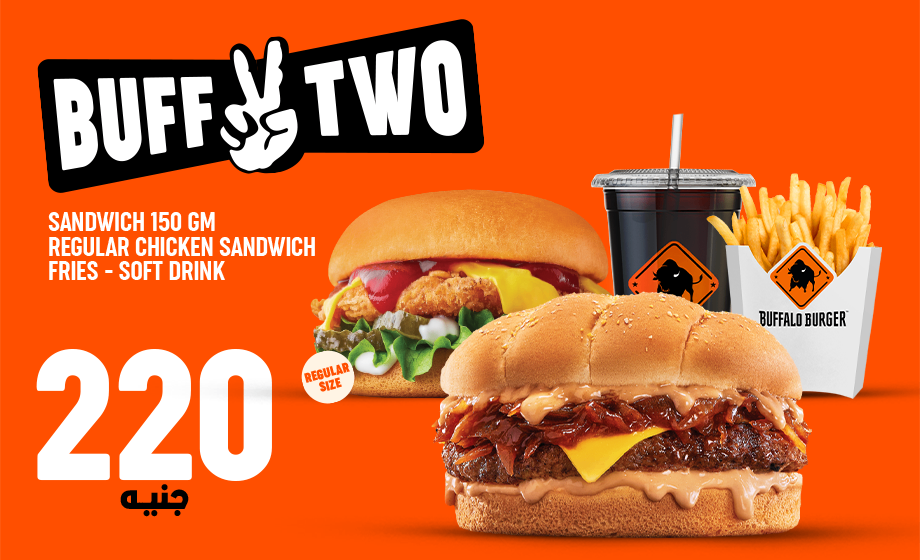 BUFF TWO
SANDWICH 150 GM
REGULAR CHICKEN SANDWICH
FRIES - SOFT DRINK
REGULAR
SIZE
BUFFALO BURGER
220
جنيه